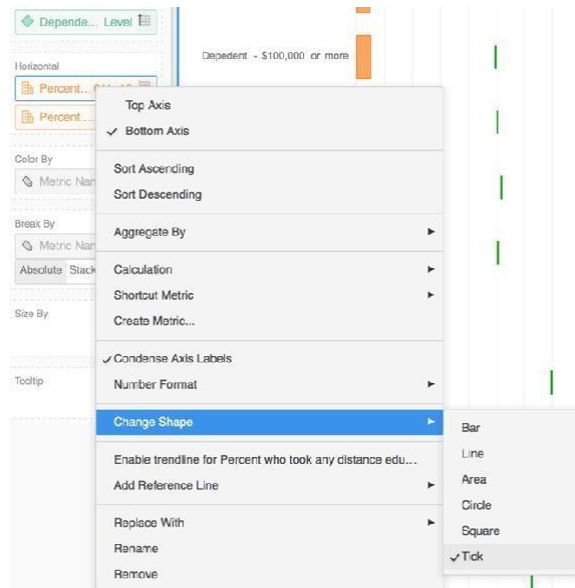 Depende... Level
Depedent - $100,000 or more
Horizontal
Percent...
Percent...
Color By
Metric Nan
Break By
Metric Nan
Absolute Stack
Size By
Tooltip
Top Axis
✓ Bottom Axis
Sort Ascending
Sort Descending
Aggregate By
Calculation
Shortcut Metric
Create Metric...
✓ Condense Axis Labels
Number Format
Change Shape
Enable trendline for Percent who took any distance edu...
Add Reference Line
Replace With
Rename
Remove
Bar
Line
Area
Circle
Square
✓ Tick